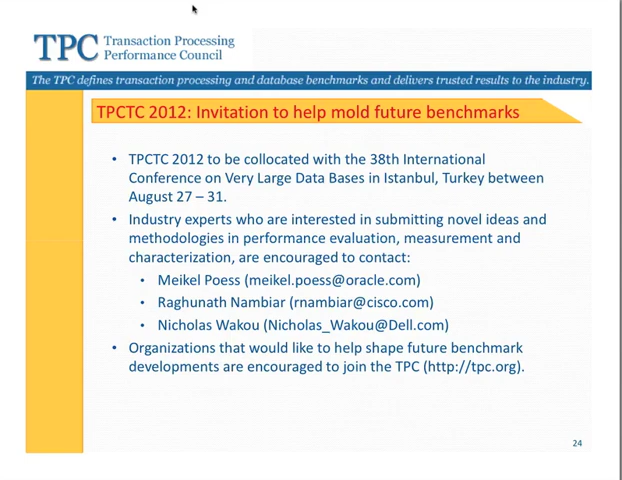 TPC Transaction Processing
Performance Council
The TPC defines transaction processing and database benchmarks and delivers trusted results to the industry.
TPCTC 2012: Invitation to help mold future benchmarks
• TPCTC 2012 to be collocated with the 38th International
Conference on Very Large Data Bases in Istanbul, Turkey between
August 27 – 31.
• Industry experts who are interested in submitting novel ideas and
methodologies in performance evaluation, measurement and
characterization, are encouraged to contact:
• Meikel Poess (meikel.poess@oracle.com)
• Raghunath Nambiar (rnambiar@cisco.com)
• Nicholas Wakou (Nicholas_Wakou@Dell.com)
• Organizations that would like to help shape future benchmark
developments are encouraged to join the TPC (http://tpc.org).
24